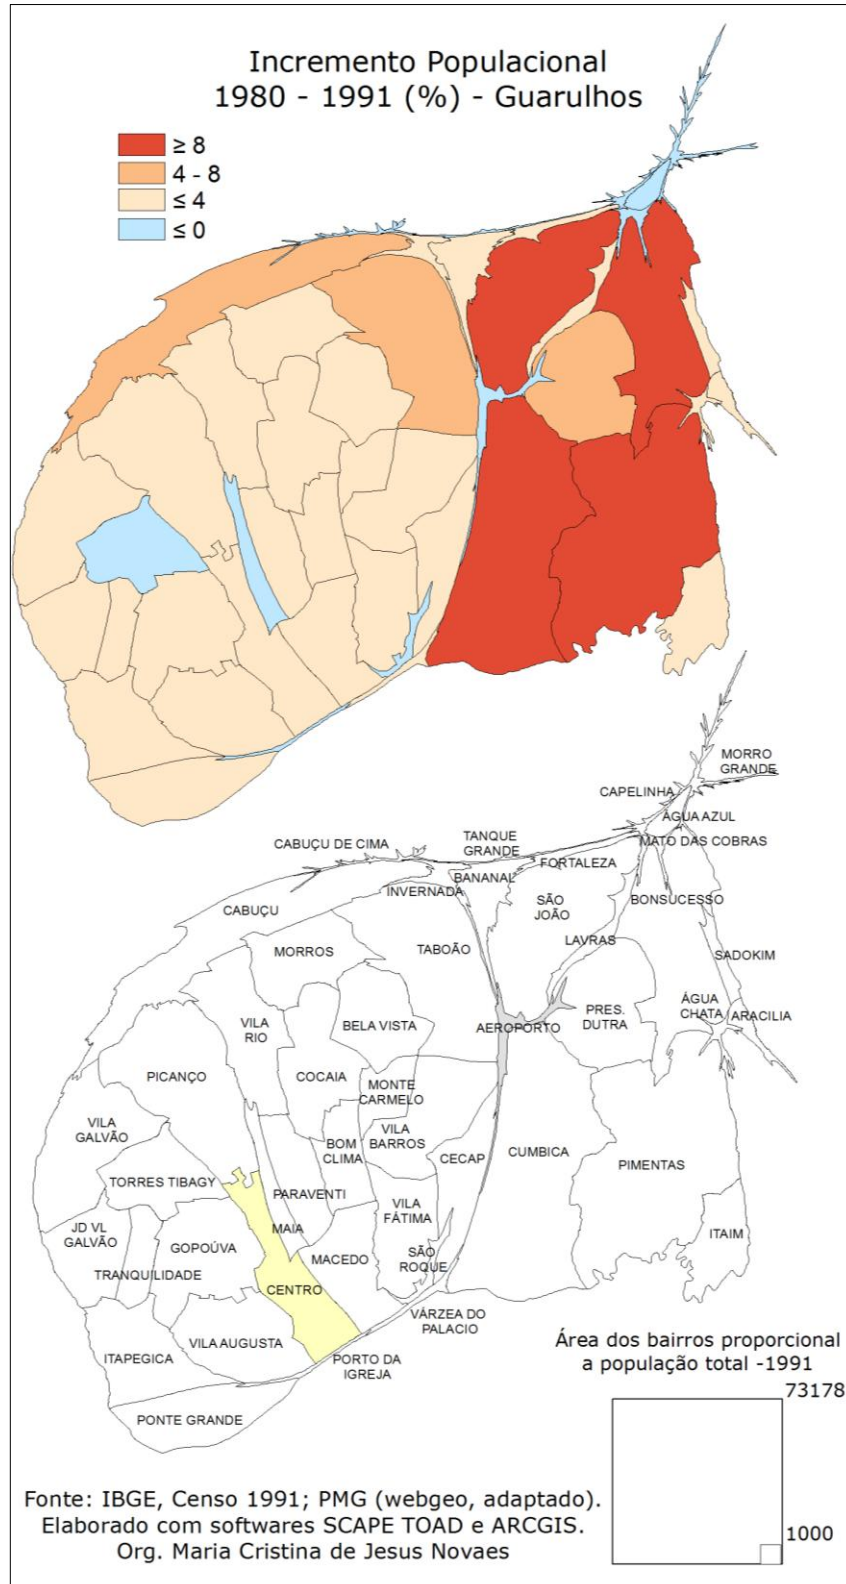 Incremento Populacional
1980 - 1991 (%) - Guarulhos
≥ 8
4 - 8
≤ 4
≤ 0
MORRO
GRANDE
CAPELINHA
ÁGUA AZUL
MATO DAS COBRAS
CABUÇU DE CIMA
TANQUE
GRANDE
FORTALEZA
BANANAL
INVERNADA
CABUÇU
SÃO
JOÃO
BONSUCESSO
MORROS
TABOÃO
LAVRAS
SADOKIM
VILA
RIO
BELA VISTA
AEROPORTO
PRES.
DUTRA
ÁGUA
CHATA
ARACILIA
PICANÇO
COCAIA
MONTE
CARMELO
VILA
GALVÃO
BOM
CLIMA
VILA
BARROS
CECAP
CUMBICA
PIMENTAS
TORRES TIBAGY
PARAVENTI
VILA
FÁTIMA
JD VL
GALVÃO
GOPOÚVA
MAIA
MACEDO
SÃO
ROQUE
ITAIM
TRANQUILIDADE
CENTRO
VÁRZEA DO
PALACIO
ITAPEGICA
VILA AUGUSTA
PORTO DA
IGREJA
PONTE GRANDE
Área dos bairros proporcional
a população total -1991
73178
1000
Fonte: IBGE, Censo 1991; PMG (webgeo, adaptado).
Elaborado com softwares SCAPE TOAD e ARCGIS.
Org. Maria Cristina de Jesus Novaes